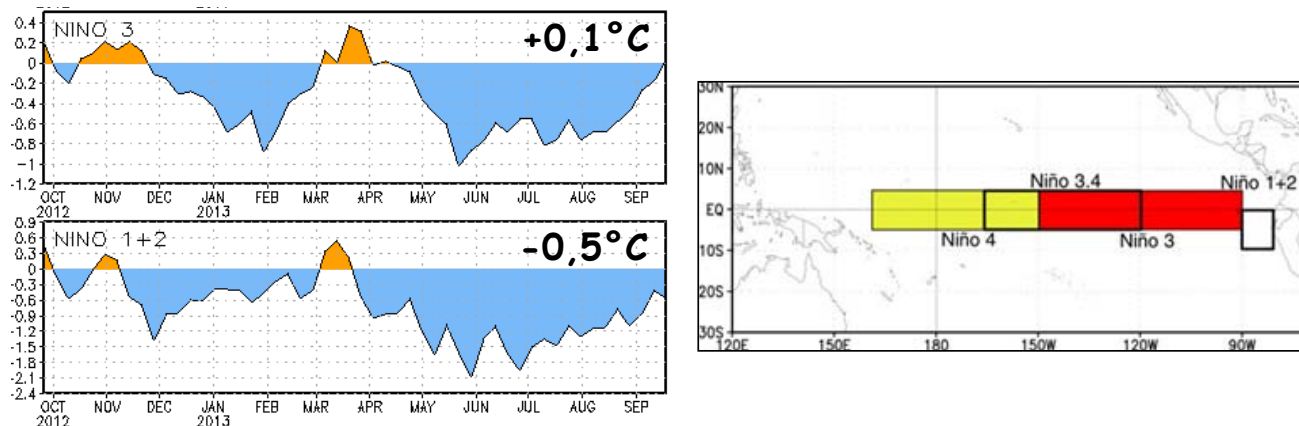 NINO 3
+0,1°C
0.4
0.2
0
-0.2
-0.4
-0.6
-0.8
-1
-1.2
OCT NOV DEC JAN FEB MAR APR MAY JUN JUL AUG SEP
2012 2013
NINO 1+2
-0,5°C
0.9
0.6
0.3
0
-0.3
-0.6
-0.9
-1.2
-1.5
-1.8
-2.1
-2.4
OCT NOV DEC JAN FEB MAR APR MAY JUN JUL AUG SEP
2012 2013
30N
20N
10N
EQ
10S
20S
30S
Niño 3.4
Niño 1+2
Niño 4
Niño 3
120E 150E 180 150W 120W 90W